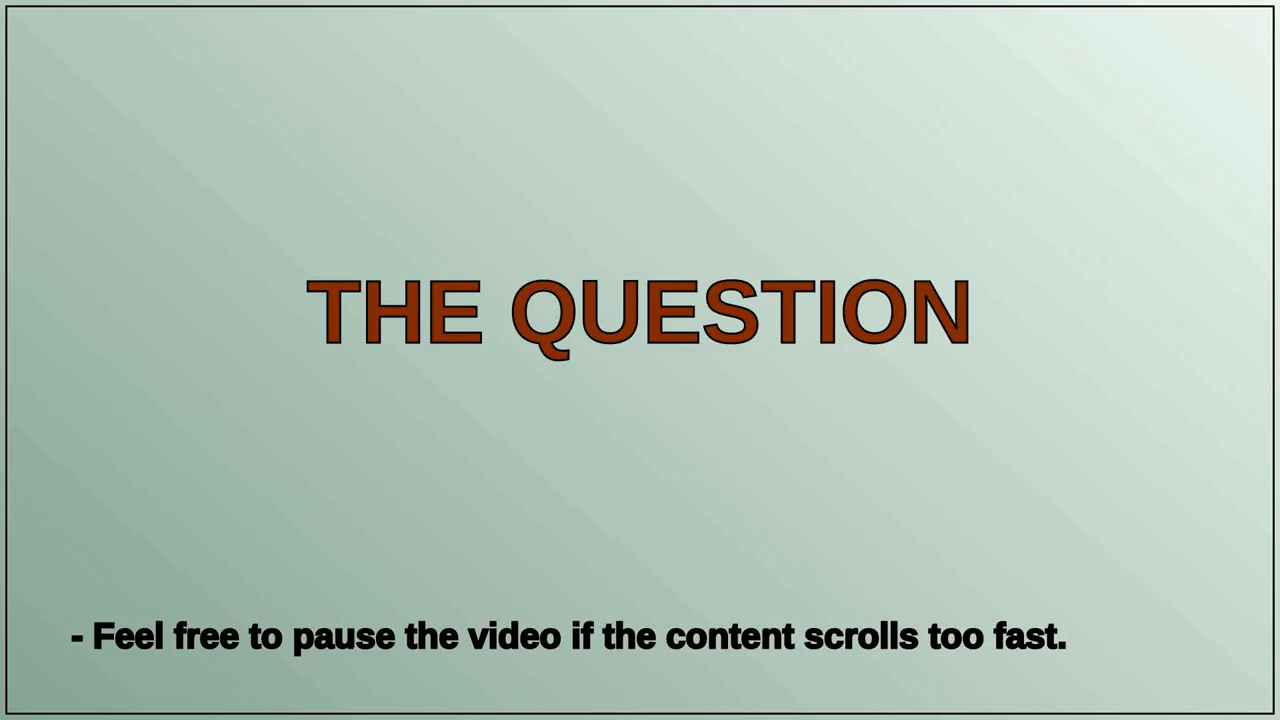 THE QUESTION
- Feel free to pause the video if the content scrolls too fast.